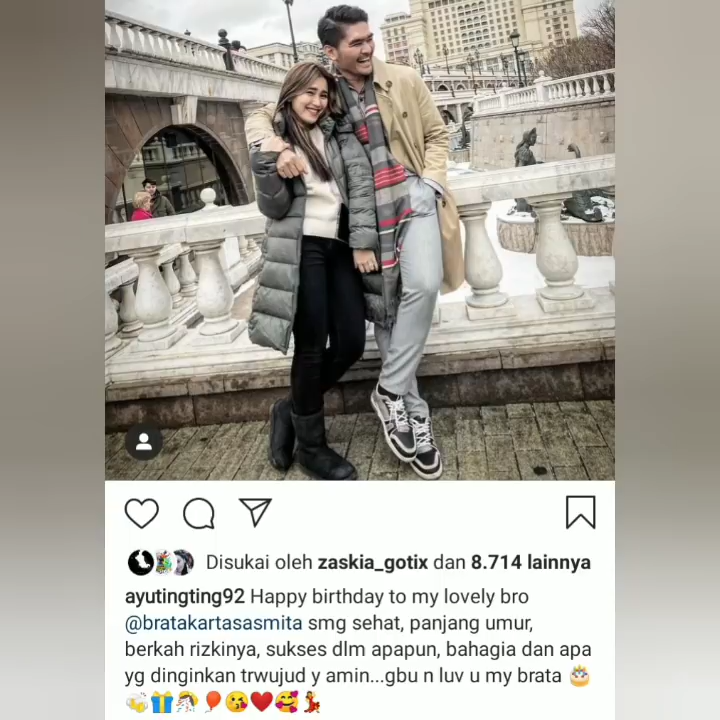 Disukai oleh zaskia_gotix dan 8.714 lainnya
ayutingting92 Happy birthday to my lovely bro
@bratakartasasmita smg sehat, panjang umur,
berkah rizkinya, sukses dlm apapun, bahagia dan apa
yg dinginkan trwujud y amin...gbu n luv u my brata 🎂
🍻🎁🎊🎈😘❤️🥰💃